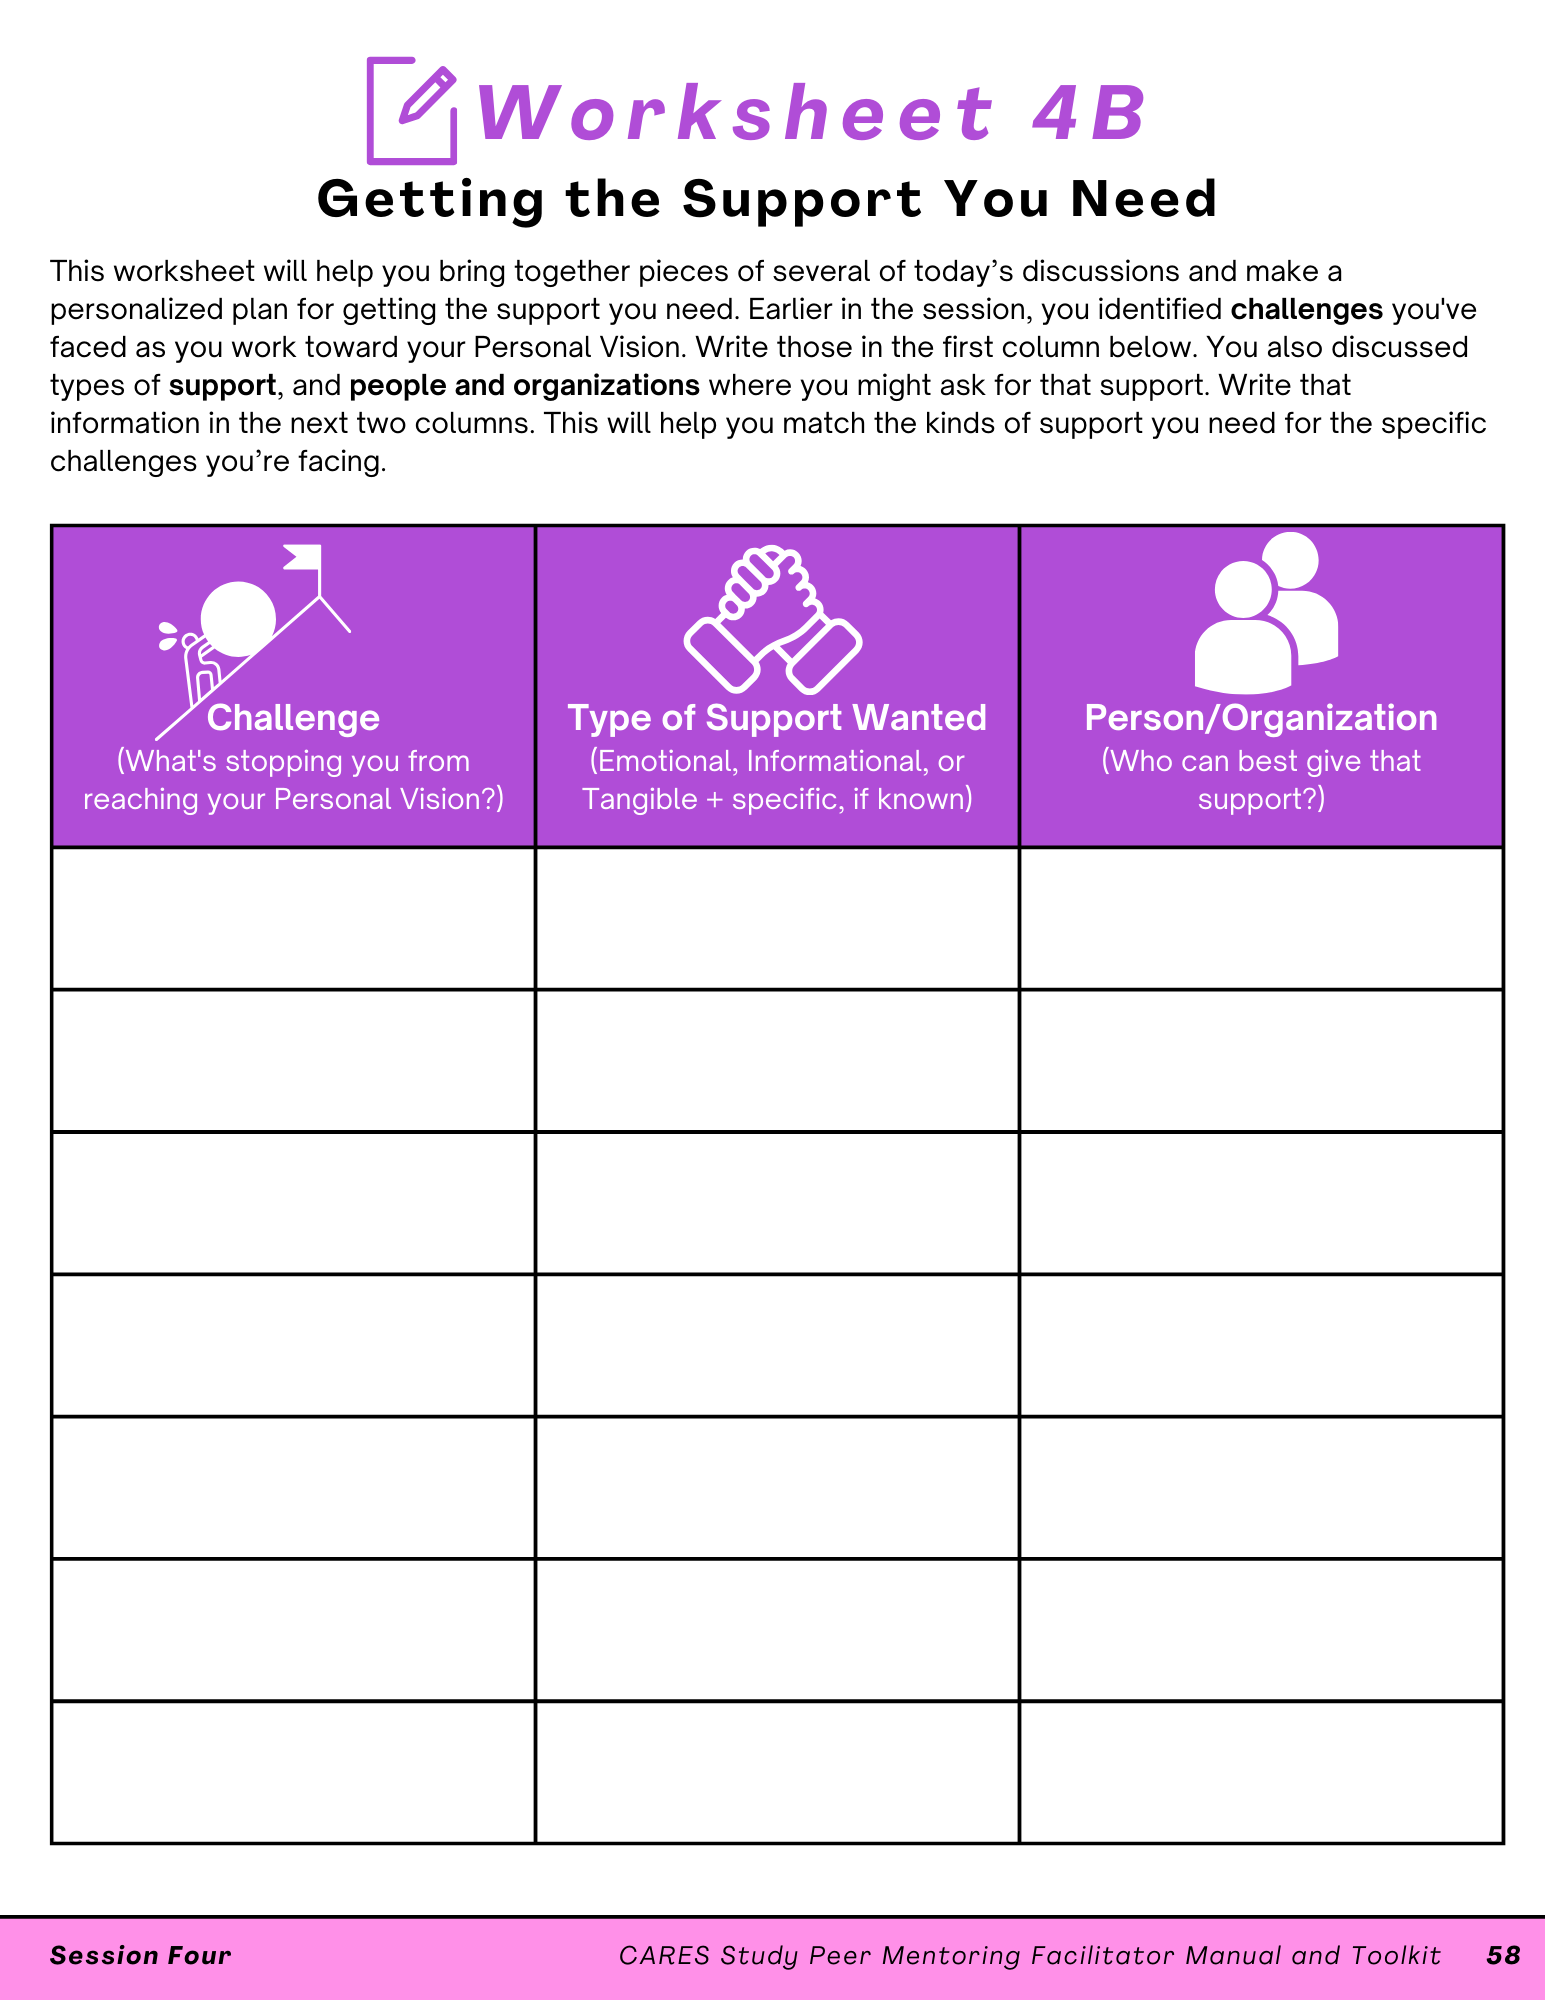 Worksheet 4B
Getting the Support You Need
This worksheet will help you bring together pieces of several of today’s discussions and make a
personalized plan for getting the support you need. Earlier in the session, you identified challenges you've
faced as you work toward your Personal Vision. Write those in the first column below. You also discussed
types of support, and people and organizations where you might ask for that support. Write that
information in the next two columns. This will help you match the kinds of support you need for the specific
challenges you’re facing.
Challenge
(What's stopping you from
reaching your Personal Vision?)
Type of Support Wanted
(Emotional, Informational, or
Tangible + specific, if known)
Person/Organization
(Who can best give that
support?)
Session Four
CARES Study Peer Mentoring Facilitator Manual and Toolkit 58